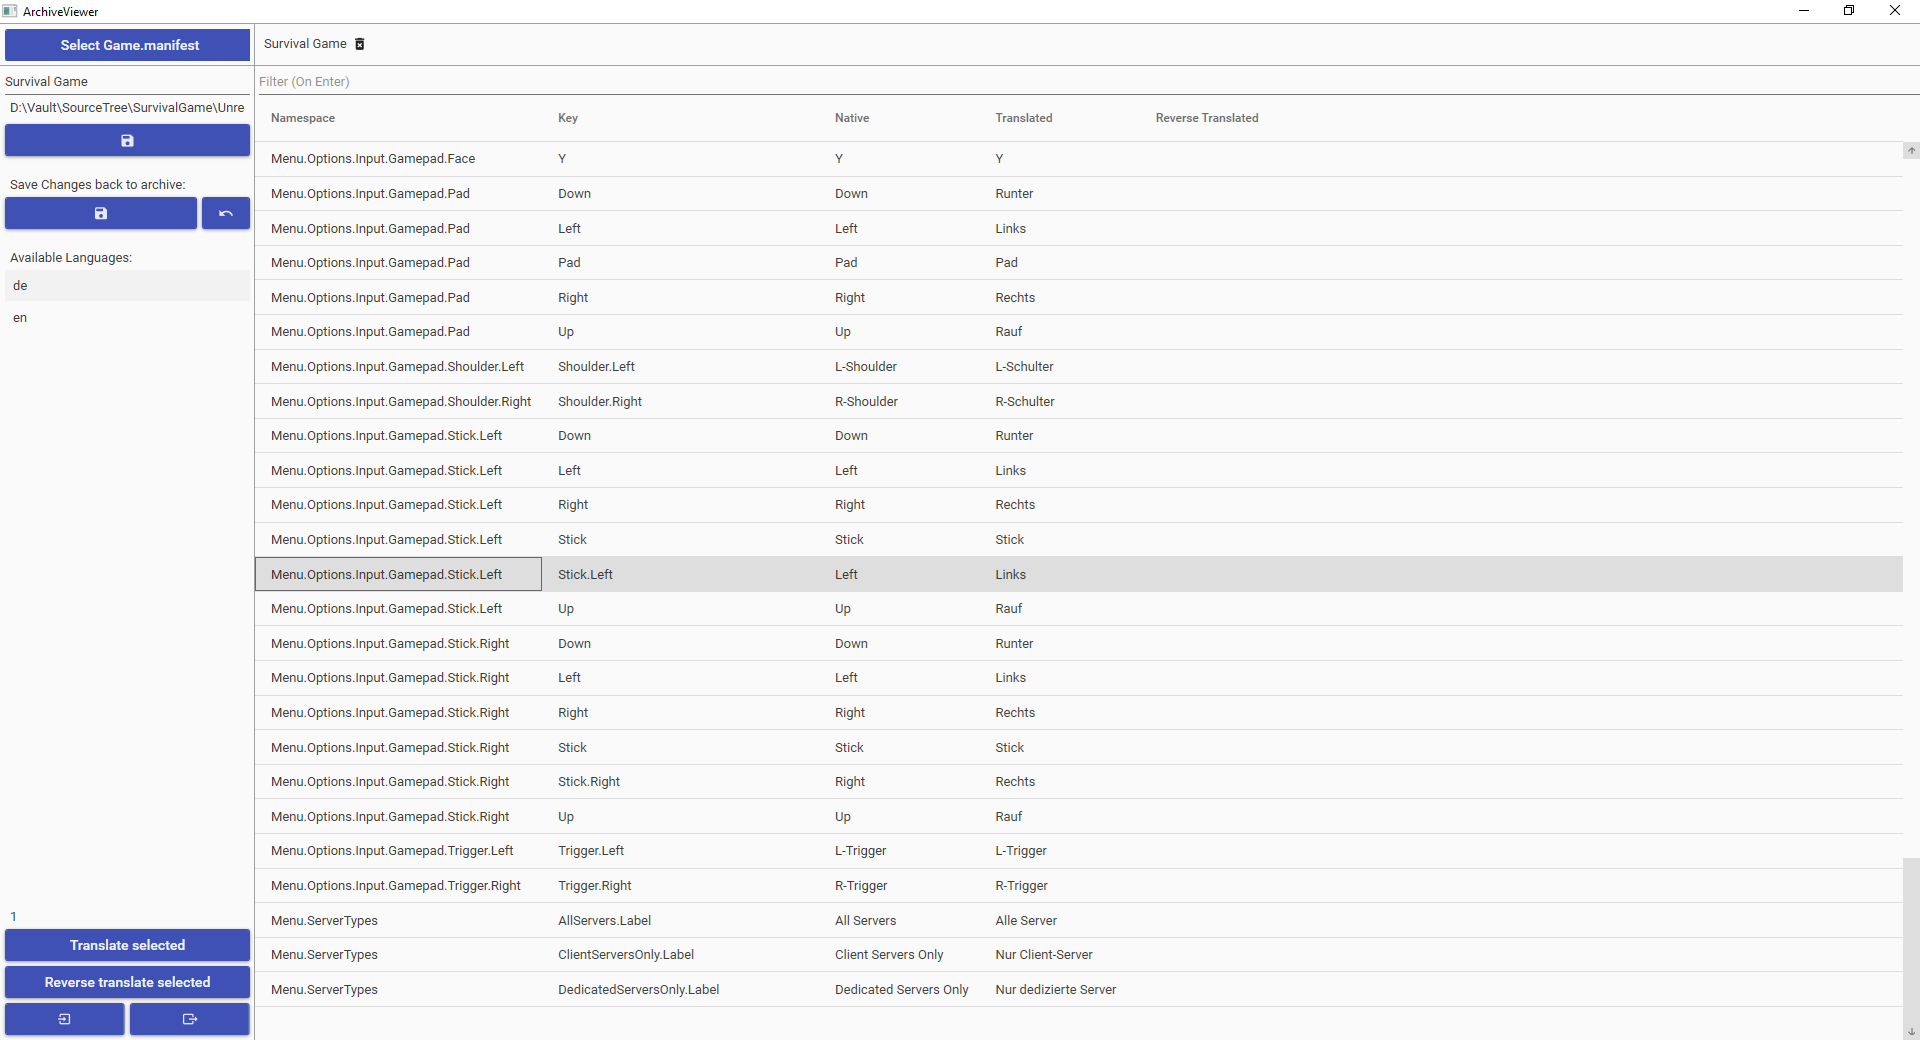 ArchiveViewer
Select Game.manifest
Survival Game
D:\Vault\SourceTree\SurvivalGame\Unre
Save Changes back to archive:
Available Languages:
de
en
1
Translate selected
Reverse translate selected
Survival Game
Filter (On Enter)
Namespace Key Native Translated Reverse Translated
Menu.Options.Input.Gamepad.Face Y Y Y
Menu.Options.Input.Gamepad.Pad Down Down Runter
Menu.Options.Input.Gamepad.Pad Left Left Links
Menu.Options.Input.Gamepad.Pad Pad Pad Pad
Menu.Options.Input.Gamepad.Pad Right Right Rechts
Menu.Options.Input.Gamepad.Pad Up Up Rauf
Menu.Options.Input.Gamepad.Shoulder.Left Shoulder.Left L-Shoulder L-Schulter
Menu.Options.Input.Gamepad.Shoulder.Right Shoulder.Right R-Shoulder R-Schulter
Menu.Options.Input.Gamepad.Stick.Left Down Down Runter
Menu.Options.Input.Gamepad.Stick.Left Left Left Links
Menu.Options.Input.Gamepad.Stick.Left Right Right Rechts
Menu.Options.Input.Gamepad.Stick.Left Stick Stick Stick
Menu.Options.Input.Gamepad.Stick.Left Stick.Left Left Links
Menu.Options.Input.Gamepad.Stick.Left Up Up Rauf
Menu.Options.Input.Gamepad.Stick.Right Down Down Runter
Menu.Options.Input.Gamepad.Stick.Right Left Left Links
Menu.Options.Input.Gamepad.Stick.Right Right Right Rechts
Menu.Options.Input.Gamepad.Stick.Right Stick Stick Stick
Menu.Options.Input.Gamepad.Stick.Right Stick.Right Right Rechts
Menu.Options.Input.Gamepad.Stick.Right Up Up Rauf
Menu.Options.Input.Gamepad.Trigger.Left Trigger.Left L-Trigger L-Trigger
Menu.Options.Input.Gamepad.Trigger.Right Trigger.Right R-Trigger R-Trigger
Menu.ServerTypes AllServers.Label All Servers Alle Server
Menu.ServerTypes ClientServersOnly.Label Client Servers Only Nur Client-Server
Menu.ServerTypes DedicatedServersOnly.Label Dedicated Servers Only Nur dedizierte Server